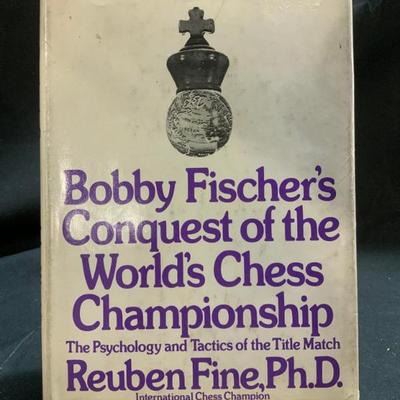 Bobby Fischer's
Conquest of the
World's Chess
Championship
The Psychology and Tactics of the Title Match
Reuben Fine, Ph.D.
International Chess Champion